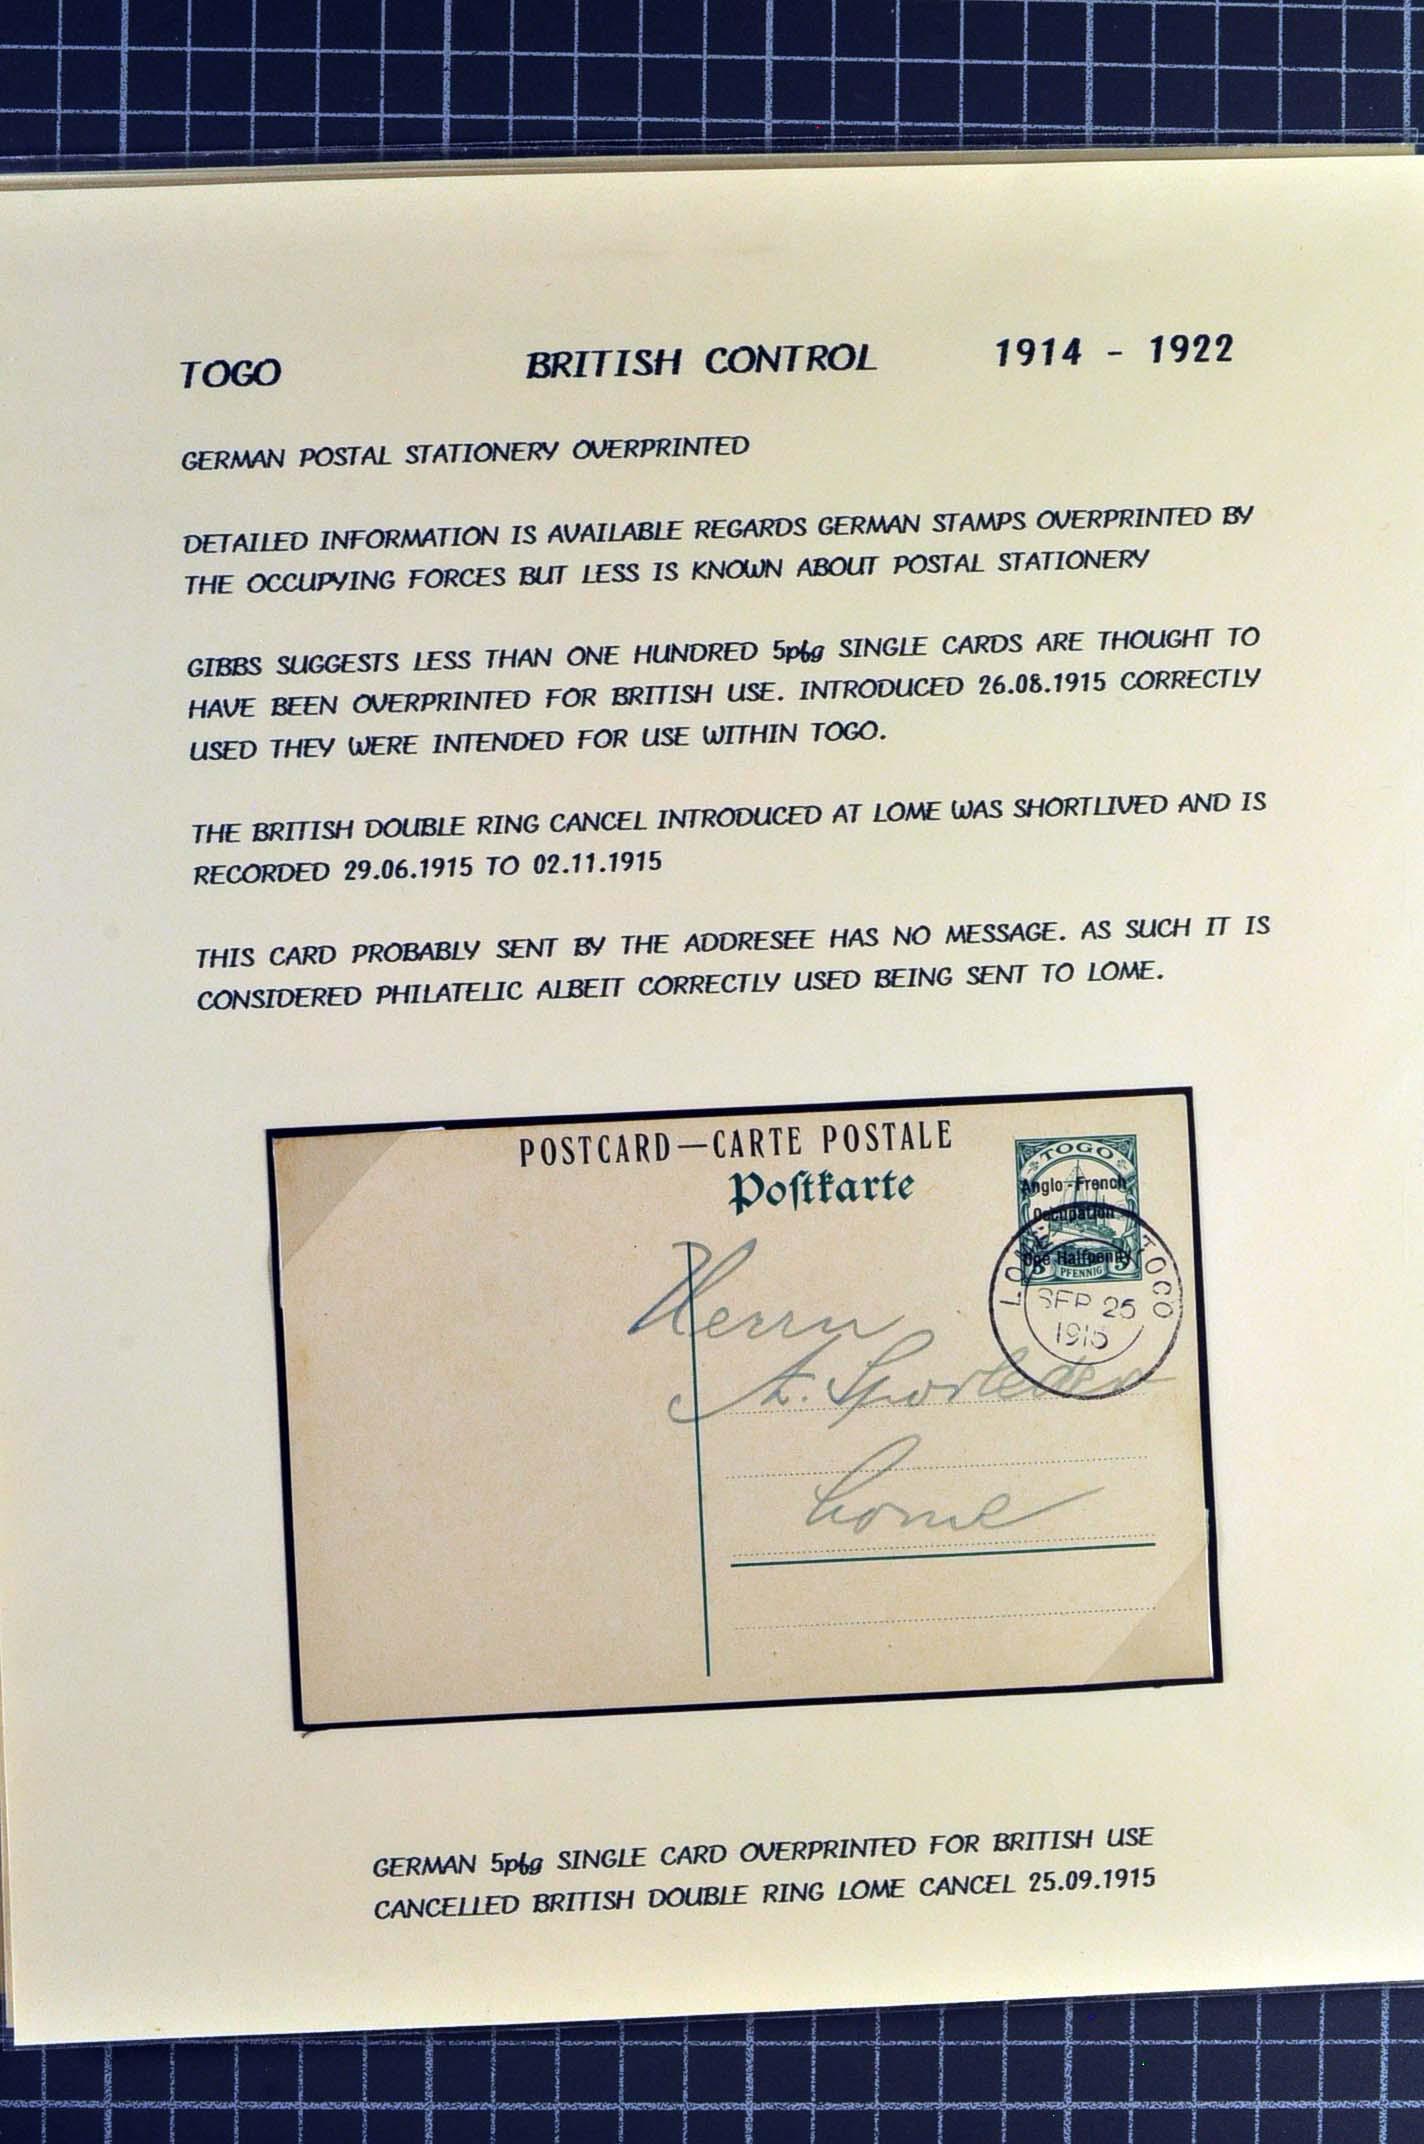 TOGO BRITISH CONTROL 1914 - 1922
GERMAN POSTAL STATIONERY OVERPRINTED
DETAILED INFORMATION IS AVAILABLE REGARDS GERMAN STAMPS OVERPRINTED BY
THE OCCUPYING FORCES BUT LESS IS KNOWN ABOUT POSTAL STATIONERY
GIBBS SUGGESTS LESS THAN ONE HUNDRED 5pfg SINGLE CARDS ARE THOUGHT TO
HAVE BEEN OVERPRINTED FOR BRITISH USE. INTRODUCED 26.08.1915 CORRECTLY
USED THEY WERE INTENDED FOR USE WITHIN TOGO.
THE BRITISH DOUBLE RING CANCEL INTRODUCED AT LOME WAS SHORTLIVED AND IS
RECORDED 29.06.1915 TO 02.11.1915
THIS CARD PROBABLY SENT BY THE ADDRESEE HAS NO MESSAGE. AS SUCH IT IS
CONSIDERED PHILATELIC ALBEIT CORRECTLY USED BEING SENT TO LOME.
POSTCARD—CARTE POSTALE
Postkarte
TOGO
Anglo-French
Occupation
One Halfpenny
5 PFENNIG 5
LOME TOGO
SEP 25
1915
Herrn
A. Sporleder
Lome
GERMAN 5pfg SINGLE CARD OVERPRINTED FOR BRITISH USE
CANCELLED BRITISH DOUBLE RING LOME CANCEL 25.09.1915